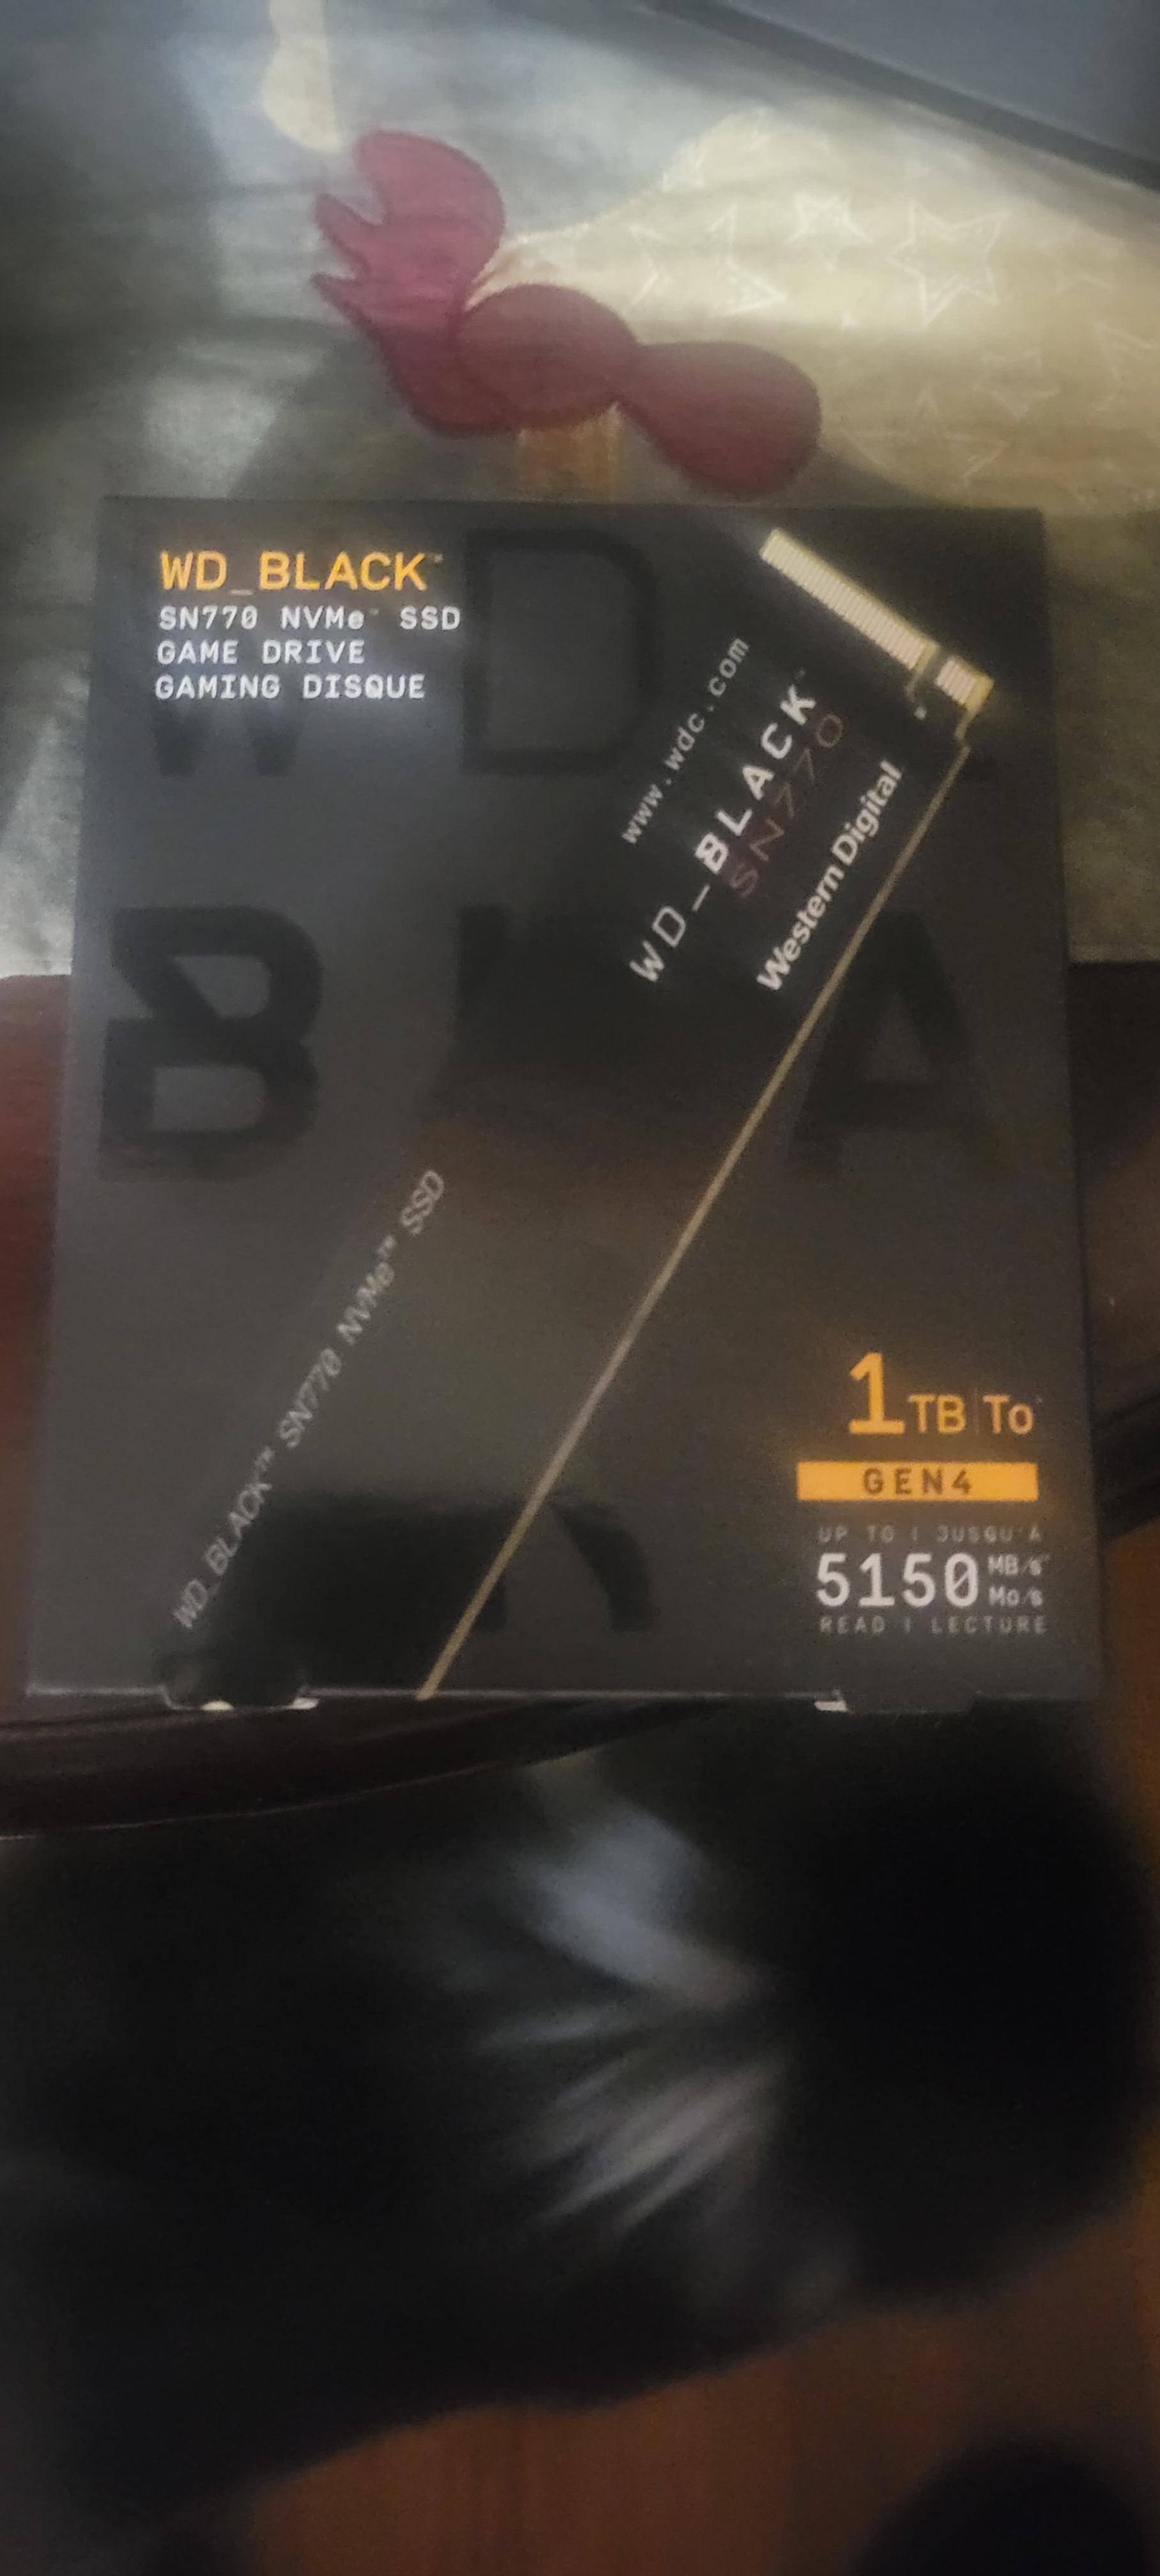 WD_BLACK™
SN770 NVMe™ SSD
GAME DRIVE
GAMING DISQUE
www.wdc.com
WD_BLACK™
SN770
Western Digital
WD_BLACK™ SN770 NVMe™ SSD
1TB|To*
GEN4
UP TO | JUSQU'À
5150 MB/s*
Mo/s
READ | LECTURE
W D
B L A